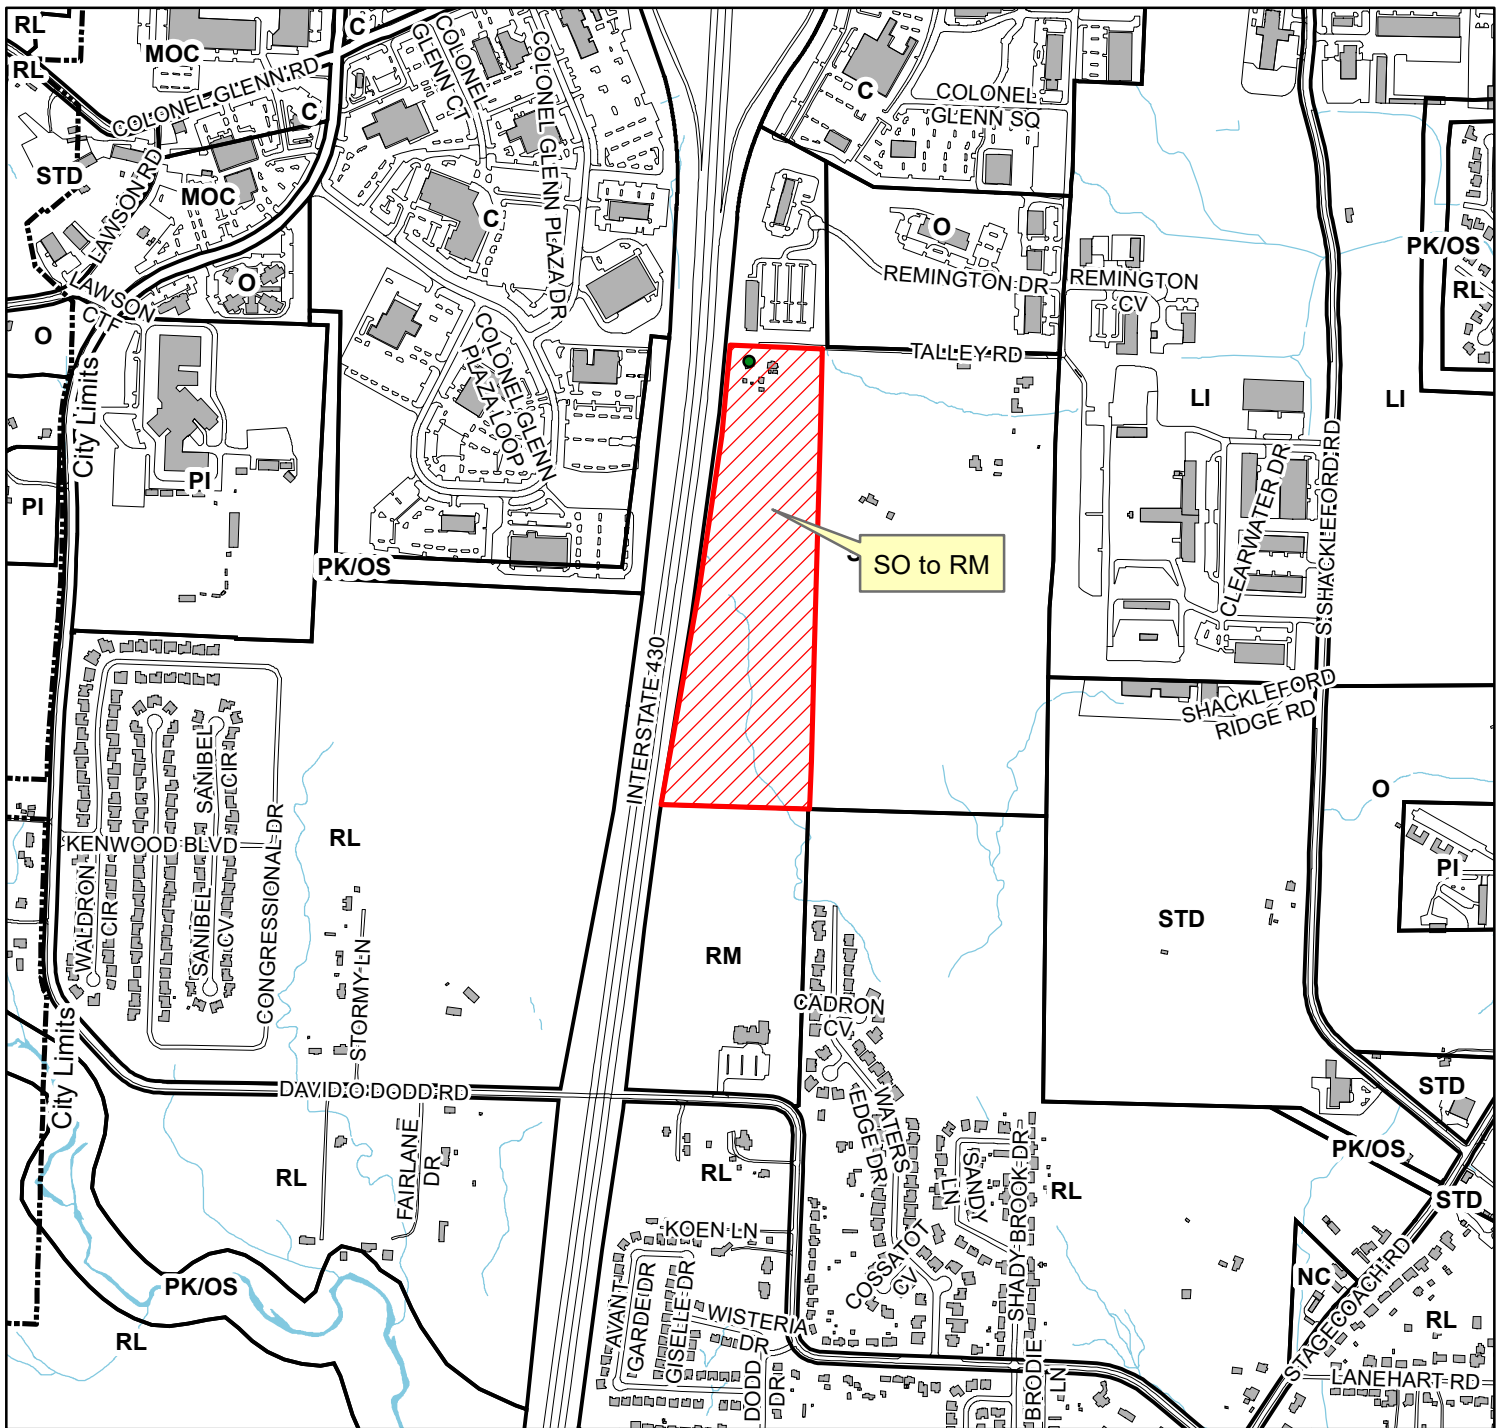 RL
MOC
C
COLONEL GLENN RD
RL
C
STD
LAWSON RD
MOC
COLONEL
GLENN CT
COLONEL GLENN PLAZA DR
C
C
COLONEL
GLENN SQ
O
REMINGTON DR
REMINGTON
CV
PK/OS
RL
LAWSON
CT
O
O
City Limits
PI
PI
COLONEL GLENN
PLAZA LOOP
TALLEY RD
LI
LI
CLEARWATER DR
S SHACKLEFORD RD
SO to RM
PK/OS
INTERSTATE 430
SHACKLEFORD
RIDGE RD
O
PI
RL
KENWOOD BLVD
WALDRON
CIR
SANIBEL
CIR
SANIBEL
CV
CONGRESSIONAL DR
STORMY LN
RM
STD
CADRON
CV
City Limits
DAVID O DODD RD
WATERS
EDGE DR
SANDY
LN
SHADY BROOK DR
STD
PK/OS
STD
RL
FAIRLANE
DR
RL
RL
KOEN LN
COSSATOT
CV
PK/OS
RL
AVANT
GARDE DR
GISELLE DR
WISTERIA
DR
DODD
DR
BRODIE
LN
NC
STAGECOACH RD
RL
LANEHART RD